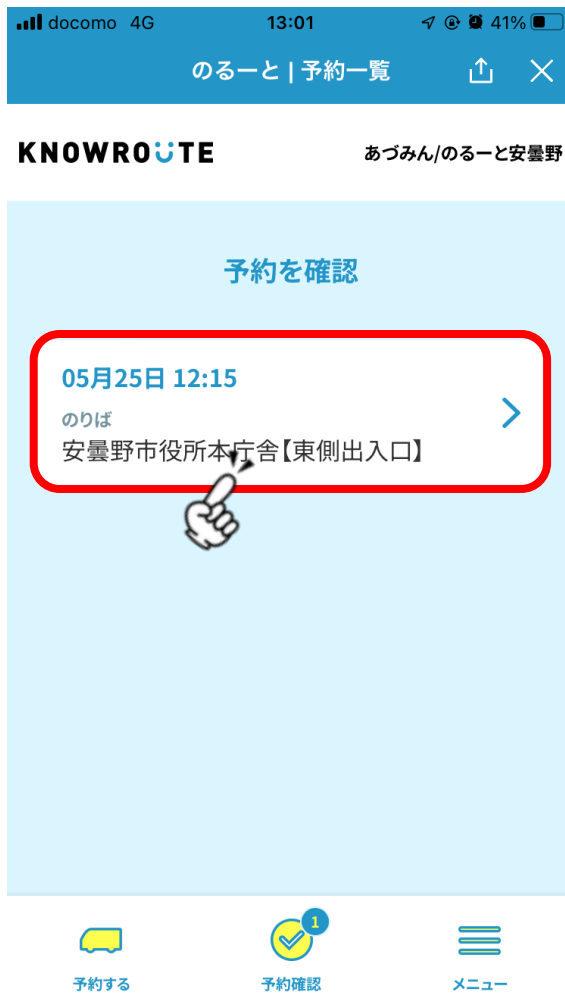 docomo 4G 13:01 41%
のるーと | 予約一覧
KNOWROUTE あづみん/のるーと安曇野
予約を確認
05月25日 12:15
のりば
安曇野市役所本庁舎【東側出入口】
1
予約する 予約確認 メニュー